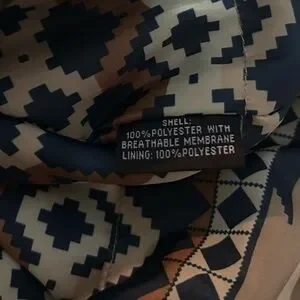 SHELL:
100%POLYESTER WITH
BREATHABLE MEMBRANE
LINING: 100%POLYESTER